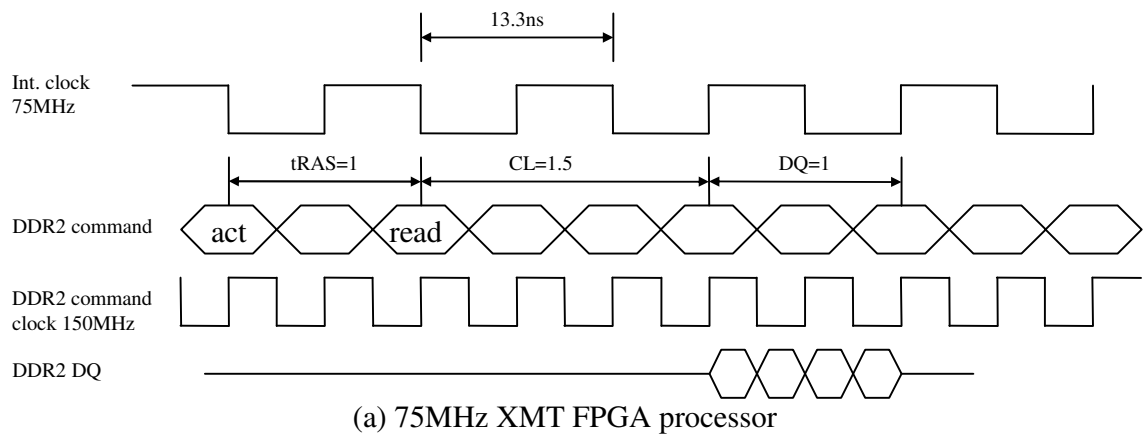 13.3ns
Int. clock
75MHz
tRAS=1 CL=1.5 DQ=1
DDR2 command act read
DDR2 command
clock 150MHz
DDR2 DQ
(a) 75MHz XMT FPGA processor